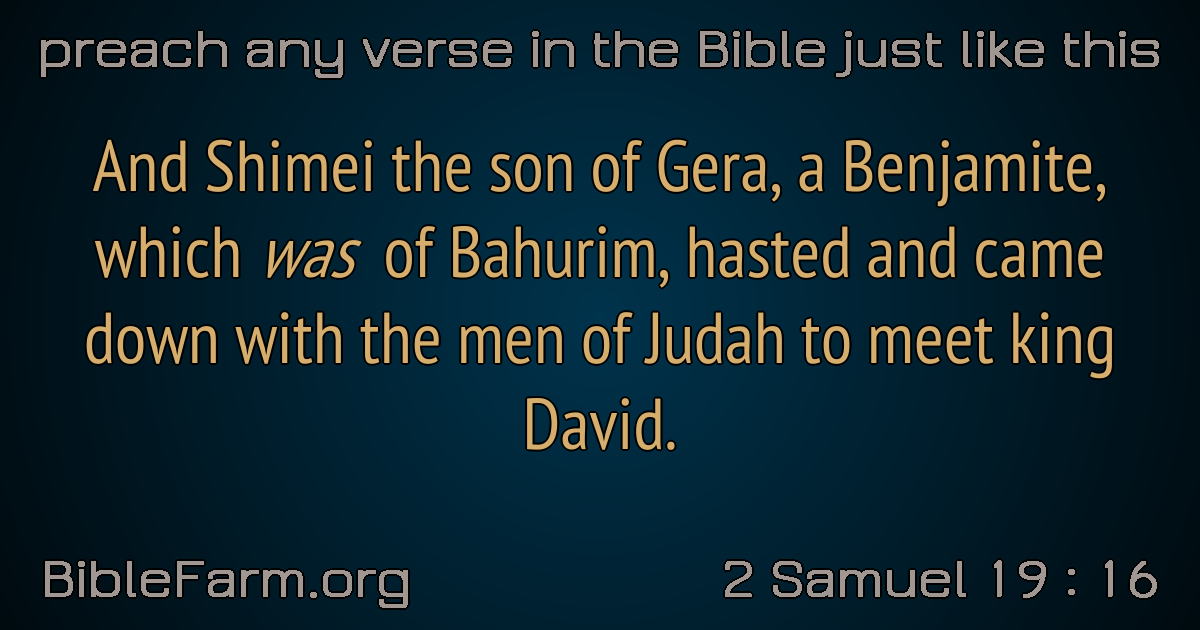 preach any verse in the Bible just like this
And Shimei the son of Gera, a Benjamite,
which was of Bahurim, hasted and came
down with the men of Judah to meet king
David.
BibleFarm.org
2 Samuel 19 : 16